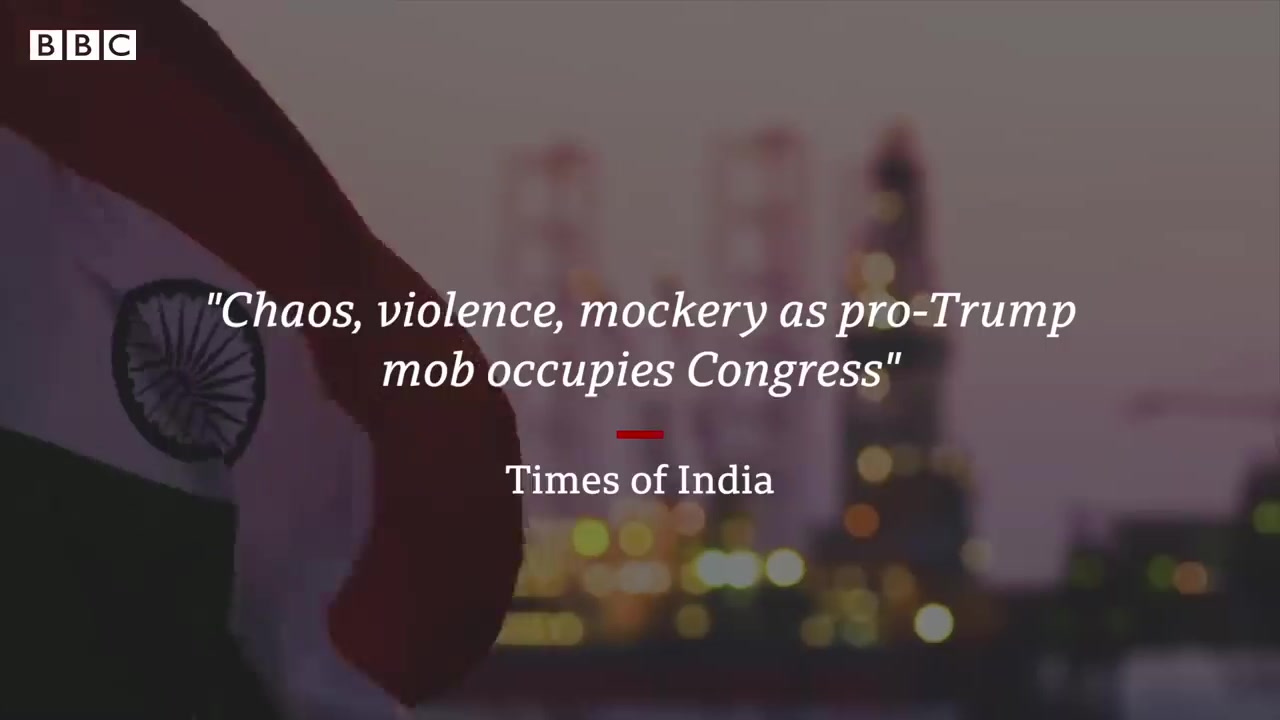 BBC
"Chaos, violence, mockery as pro-Trump
mob occupies Congress"
Times of India